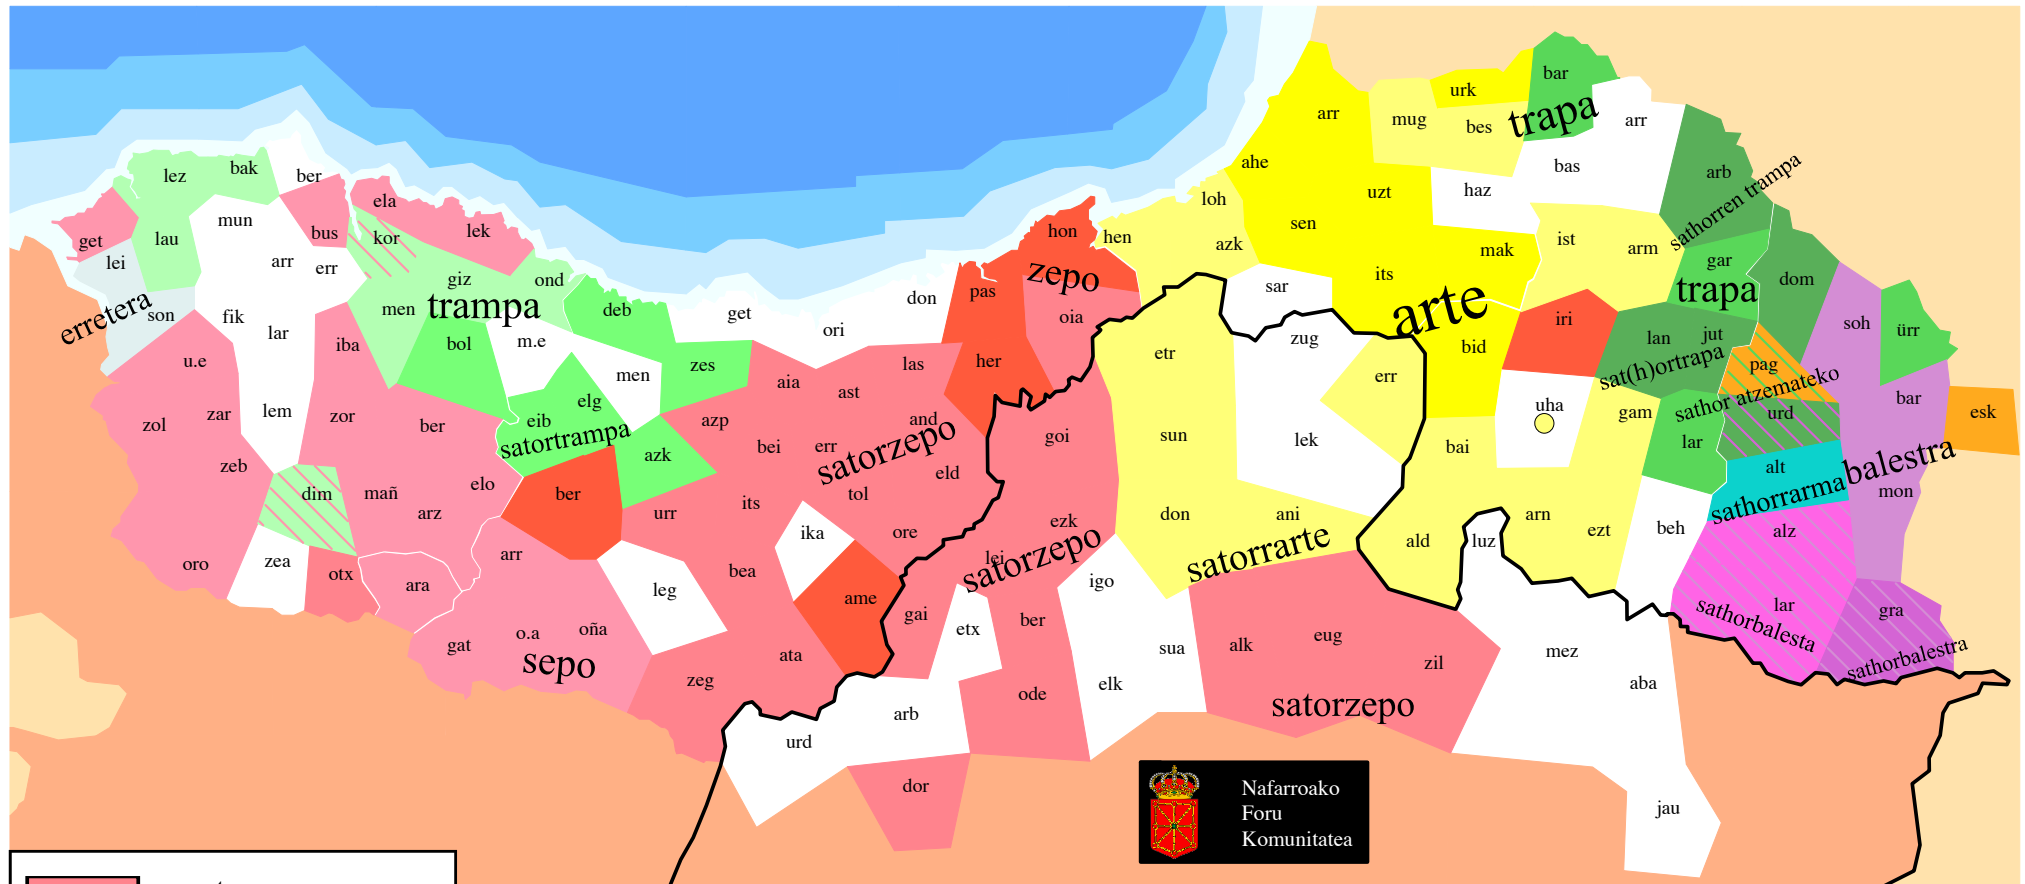 bar
urk
arr
mug
bes
trapa
arr
bak
lez
ber
ahe
bas
arb
haz
uzt
sathorren trampa
ela
loh
mun
sen
get
lau
bus
kor
lek
hon
hen
azk
mak
ist
arm
lei
arr
err
giz
ond
zepo
its
sar
gar
dom
trapa
erretera
son
men
trampa
deb
get
don
pas
oia
arte
iri
fik
lar
iba
bol
m.e
ori
etr
zug
bid
lan
jut
soh
ürr
sat(h)ortrapa
u.e
men
zes
las
her
err
pag
aia
ast
sathor atzemateko
zol
zar
lem
zor
ber
eib
elg
satortrampa
azp
and
goi
sun
lek
uha
gam
urd
bar
esk
bei
err
satorzepo
bai
lar
zeb
azk
eld
alt
balestra
dim
mañ
elo
ber
its
tol
mon
sathorrarma
arz
urr
ika
ore
ezk
don
ani
arn
ezt
beh
alz
oro
zea
otx
ara
arr
leg
bea
ame
lei
satorzepo
igo
satorrarte
ald
luz
gai
etx
ber
lar
gra
sathorbalesta
sathorbalestra
gat
o.a
oña
sepo
ata
sua
alk
eug
zil
mez
zeg
ode
elk
aba
arb
satorzepo
urd
dor
jau
Nafarroako
Foru
Komunitatea